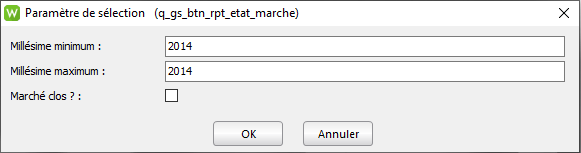 W Paramètre de sélection (q_gs_btn_rpt_etat_marche)
Millésime minimum : 2014
Millésime maximum : 2014
Marché clos ? :
OK Annuler